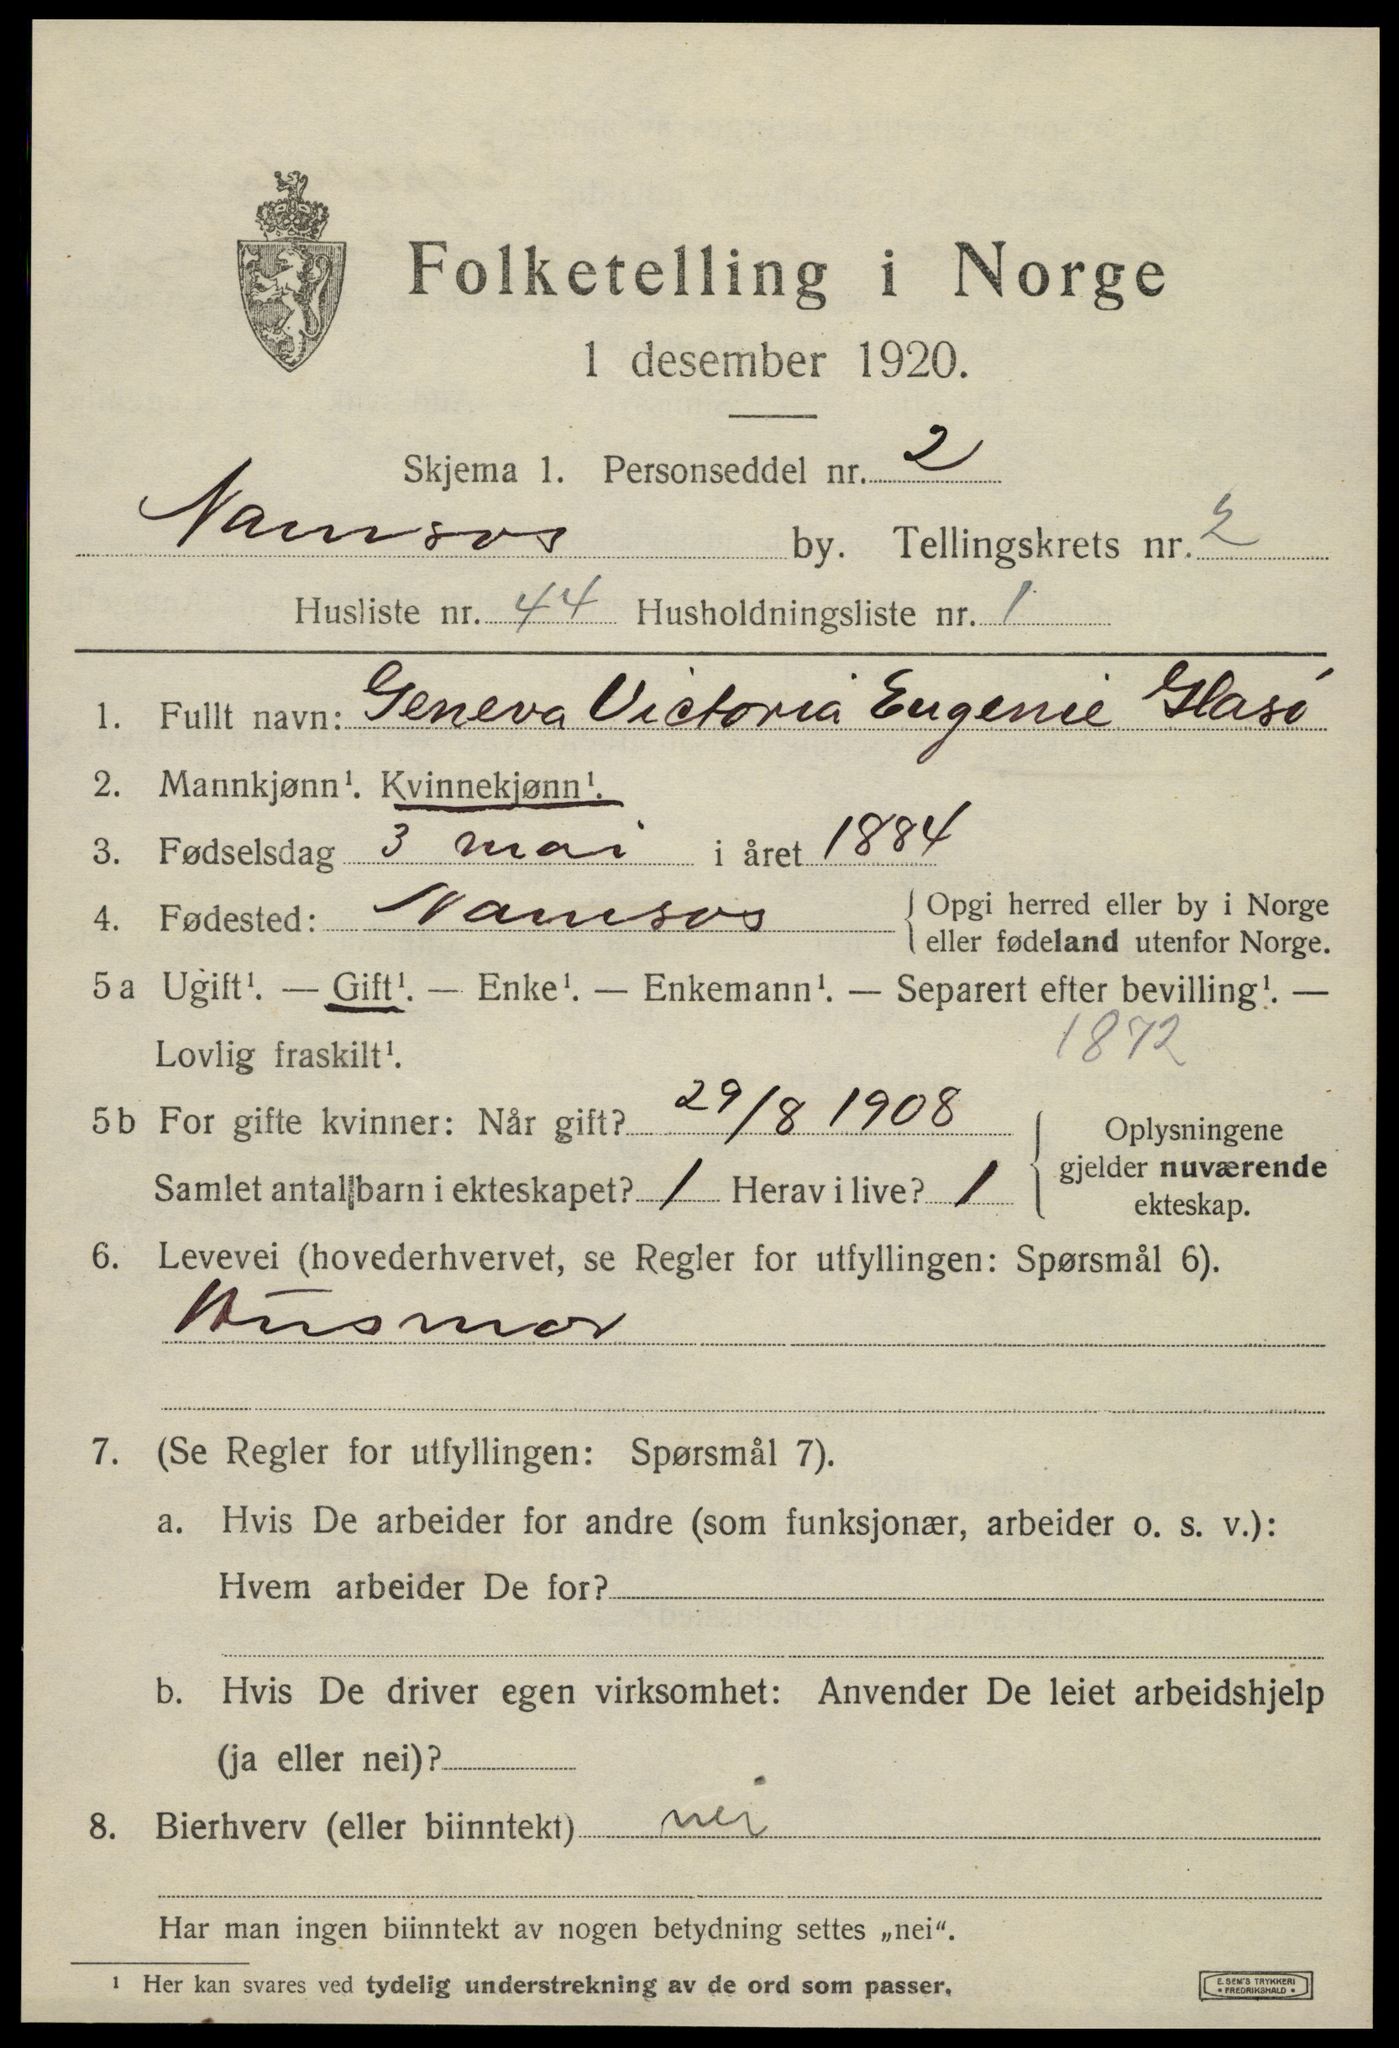 Folketelling i Norge
1 desember 1920.
Skjema 1. Personseddel nr. 2
Namsos by. Tellingskrets nr. 2
Husliste nr. 44 Husholdningsliste nr. 1
1. Fullt navn: Geneva Victoria Eugenie Glasó
2. Mannkjønn¹. Kvinnekjønn¹.
3. Fødselsdag 3 mai i året 1884
4. Fødested: Namsos { Opgi herred eller by i Norge
eller fødeland utenfor Norge.
5 a Ugift¹. — Gift¹. — Enke¹. — Enkemann¹. — Separert efter bevilling¹. —
Lovlig fraskilt¹. 1872
5 b For gifte kvinner: Når gift? 29/8 1908
Samlet antall barn i ekteskapet? 1 Herav i live? 1
{ Oplysningene
gjelder nuværende
ekteskap.
6. Levevei (hovederhvervet, se Regler for utfyllingen: Spørsmål 6).
Husmor
7. (Se Regler for utfyllingen: Spørsmål 7).
a. Hvis De arbeider for andre (som funksjonær, arbeider o. s. v.):
Hvem arbeider De for?
b. Hvis De driver egen virksomhet: Anvender De leiet arbeidshjelp
(ja eller nei)?
8. Bierhverv (eller biinntekt) nei
Har man ingen biinntekt av nogen betydning settes „nei“.
¹ Her kan svares ved tydelig understrekning av de ord som passer.
E. SEM'S TRYKKERI
• FREDRIKSHALD •